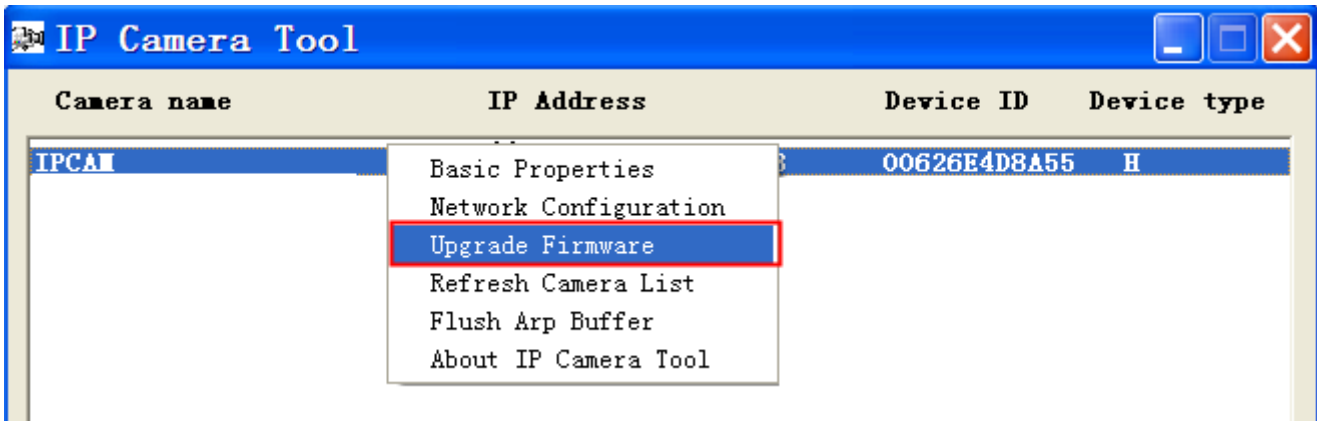 IP Camera Tool
Camera name IP Address Device ID Device type
IPCAM 00626E4D8A55 H
Basic Properties
Network Configuration
Upgrade Firmware
Refresh Camera List
Flush Arp Buffer
About IP Camera Tool